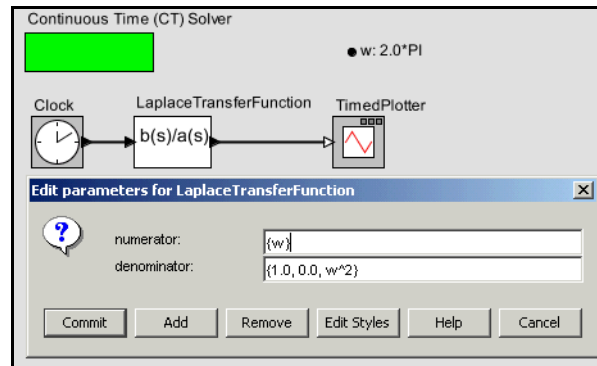 Continuous Time (CT) Solver
w: 2.0*PI
Clock LaplaceTransferFunction TimedPlotter
b(s)/a(s)
Edit parameters for LaplaceTransferFunction
?
numerator: {w}
denominator: {1.0, 0.0, w^2}
Commit Add Remove Edit Styles Help Cancel